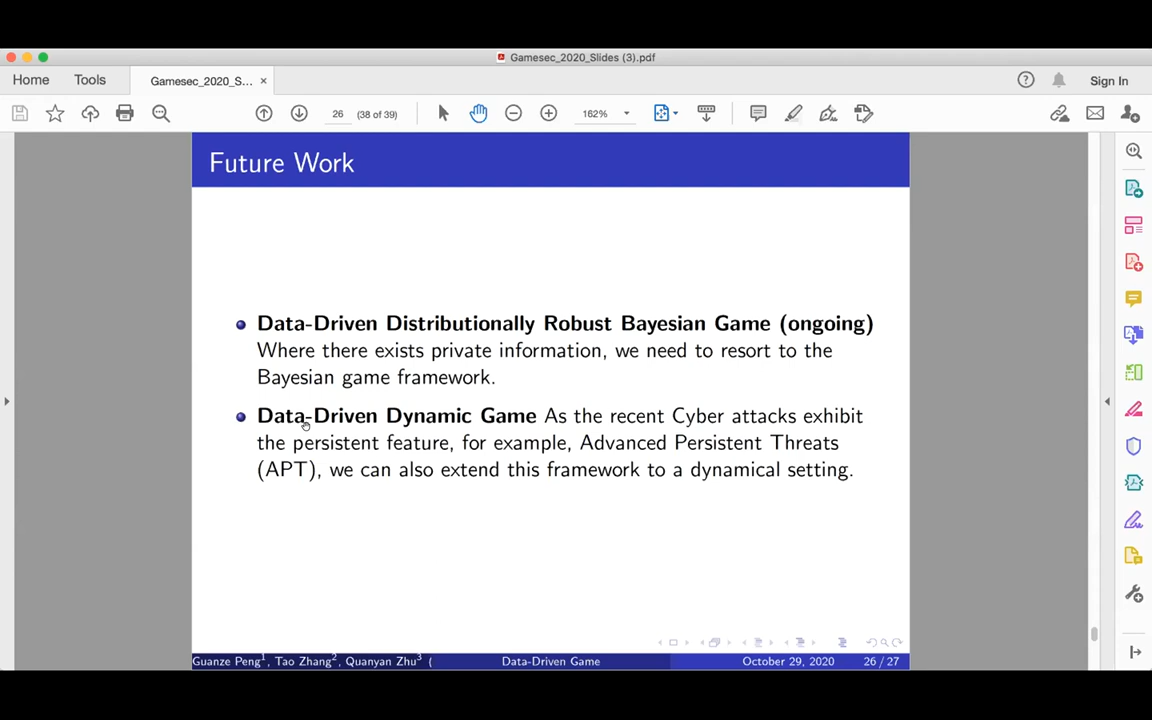 Gamesec_2020_Slides (3).pdf
Home Tools Gamesec_2020_S... × Sign In
26 (38 of 39) 162%
Future Work
Data-Driven Distributionally Robust Bayesian Game (ongoing)
Where there exists private information, we need to resort to the
Bayesian game framework.
Data-Driven Dynamic Game As the recent Cyber attacks exhibit
the persistent feature, for example, Advanced Persistent Threats
(APT), we can also extend this framework to a dynamical setting.
Guanze Peng1, Tao Zhang2, Quanyan Zhu3 ( Data-Driven Game October 29, 2020 26 / 27